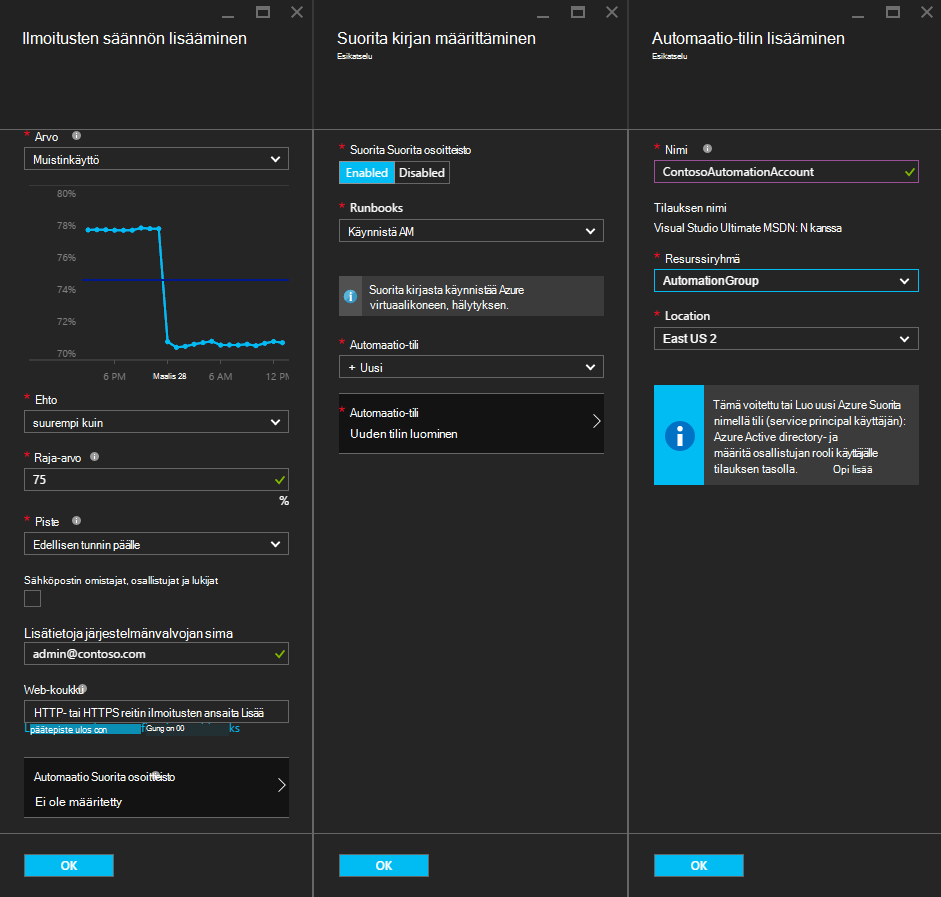 Ilmoitusten säännön lisääminen
* Arvo
Muistinkäyttö
80%
78%
76%
74%
72%
70%
6 PM
Maalis 28
6 AM
12 PM
* Ehto
suurempi kuin
* Raja-arvo
75
%
* Piste
Edellisen tunnin päälle
Sähköpostin omistajat, osallistujat ja lukijat
Lisätietoja järjestelmänvalvojan sima
admin@contoso.com
Web-koukku
HTTP- tai HTTPS reitin ilmoitusten ansaita Lisää
päätepiste ulos con
Gung on 00
ks
Automaatio Suorita osoitteisto
Ei ole määritetty
OK
Suorita kirjan määrittäminen
Esikatselu
* Suorita Suorita osoitteisto
Enabled Disabled
* Runbooks
Käynnistä AM
Suorita kirjasta käynnistää Azure
virtuaalikoneen, hälytyksen.
* Automaatio-tili
+ Uusi
* Automaatio-tili
Uuden tilin luominen
OK
Automaatio-tilin lisääminen
Esikatselu
* Nimi
ContosoAutomationAccount
Tilauksen nimi
Visual Studio Ultimate MSDN: N kanssa
* Resurssiryhmä
AutomationGroup
* Location
East US 2
Tämä voitettu tai Luo uusi Azure Suorita
nimellä tili (service principal käyttäjän):
Azure Active directory- ja
määritä osallistujan rooli käyttäjälle
tilauksen tasolla. Opi lisää
OK